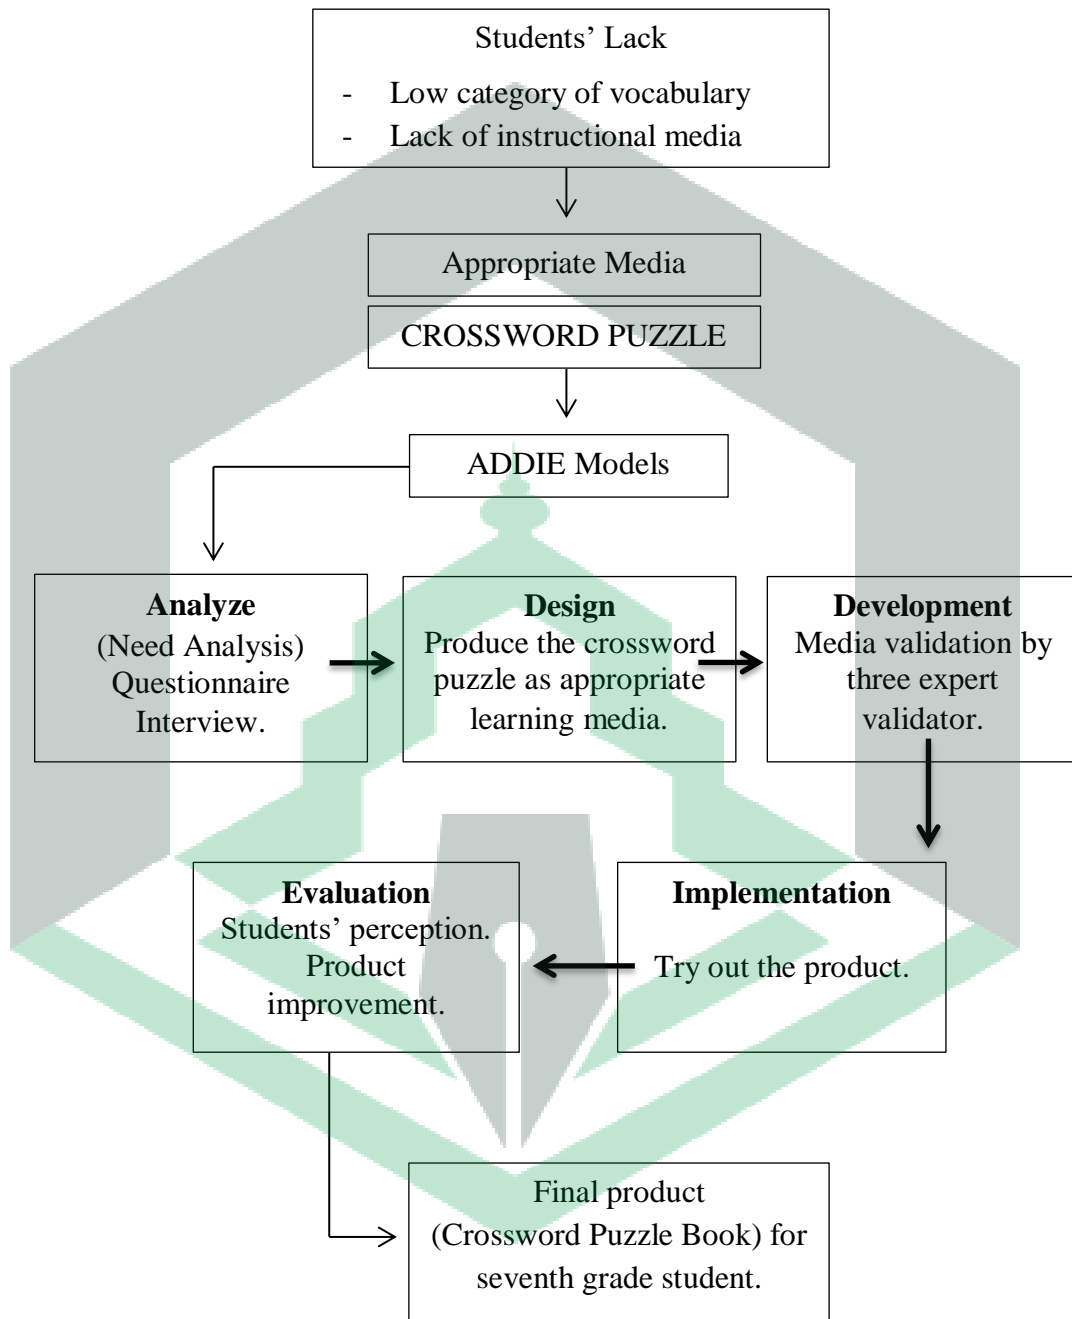 Students’ Lack
- Low category of vocabulary
- Lack of instructional media
Appropriate Media
CROSSWORD PUZZLE
ADDIE Models
Analyze
(Need Analysis)
Questionnaire
Interview.
Design
Produce the crossword
puzzle as appropriate
learning media.
Development
Media validation by
three expert
validator.
Evaluation
Students’ perception.
Product
improvement.
Implementation
Try out the product.
Final product
(Crossword Puzzle Book) for
seventh grade student.